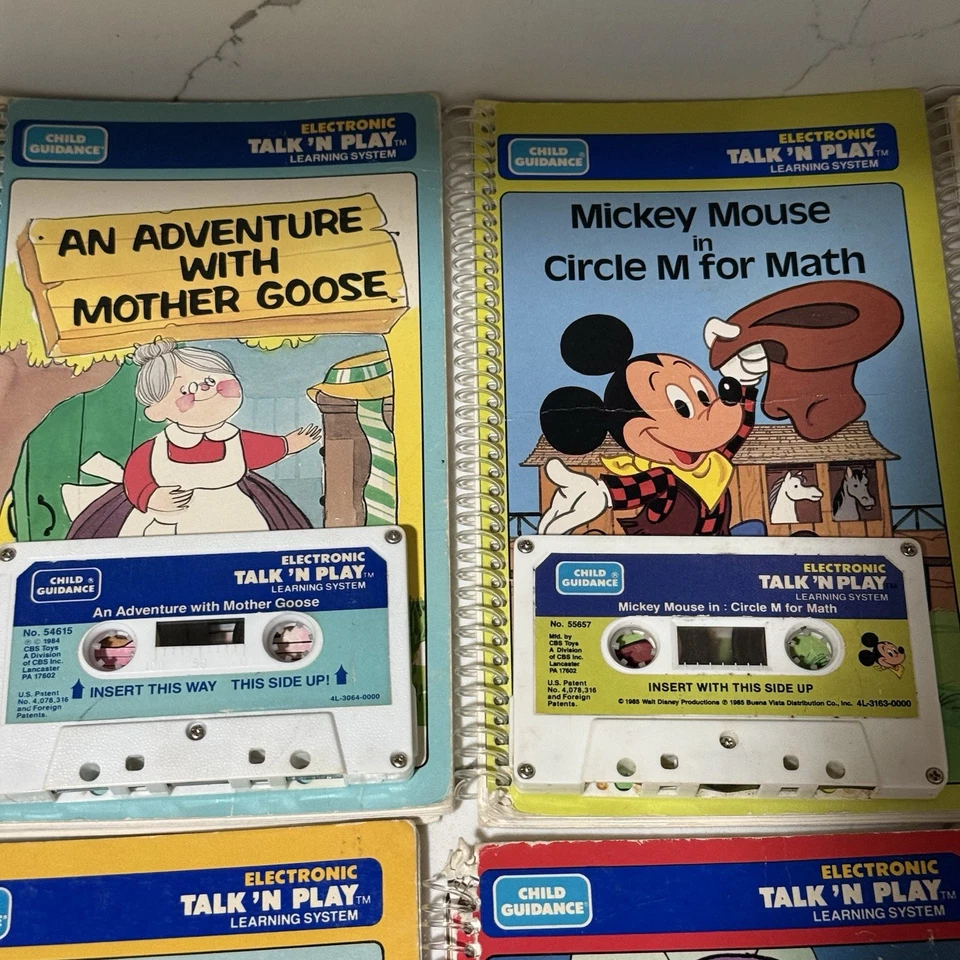 CHILD
GUIDANCE
ELECTRONIC
TALK 'N PLAY™
LEARNING SYSTEM
AN ADVENTURE
WITH
MOTHER GOOSE
CHILD
GUIDANCE®
ELECTRONIC
TALK 'N PLAY™
LEARNING SYSTEM
An Adventure with Mother Goose
No. 54615
℗ © 1984
CBS Toys
A Division
of CBS Inc.
Lancaster
PA 17602
U.S. Patent
No. 4,078,316
and Foreign
Patents.
INSERT THIS WAY THIS SIDE UP!
4L-3064-0000
CHILD
GUIDANCE®
ELECTRONIC
TALK 'N PLAY™
LEARNING SYSTEM
Mickey Mouse
in
Circle M for Math
CHILD
GUIDANCE®
ELECTRONIC
TALK 'N PLAY™
LEARNING SYSTEM
Mickey Mouse in : Circle M for Math
No. 55657
Mfd. by
CBS Toys
A Division
of CBS Inc.
Lancaster
PA 17602
U.S. Patent
No. 4,078,316
and Foreign
Patents.
INSERT WITH THIS SIDE UP
© 1985 Walt Disney Productions ℗ 1985 Buena Vista Distribution Co., Inc. 4L-3163-0000
ELECTRONIC
TALK 'N PLAY™
LEARNING SYSTEM
CHILD
GUIDANCE®
ELECTRONIC
TALK 'N PLAY™
LEARNING SYSTEM